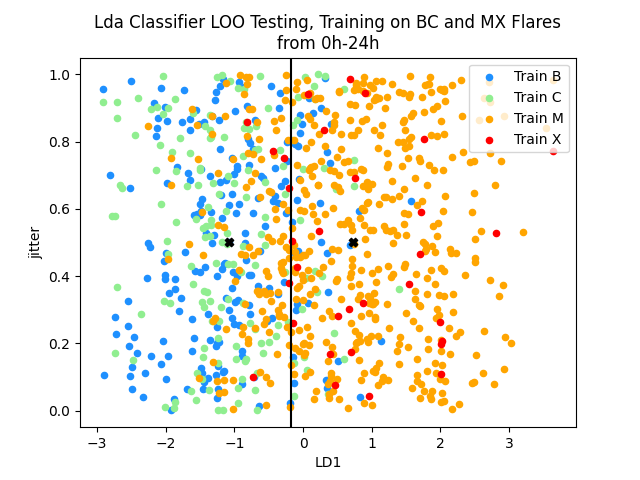 Lda Classifier LOO Testing, Training on BC and MX Flares
from 0h-24h
Train B
Train C
Train M
Train X
jitter
1.0
0.8
0.6
0.4
0.2
0.0
−3
−2
−1
0
1
2
3
LD1